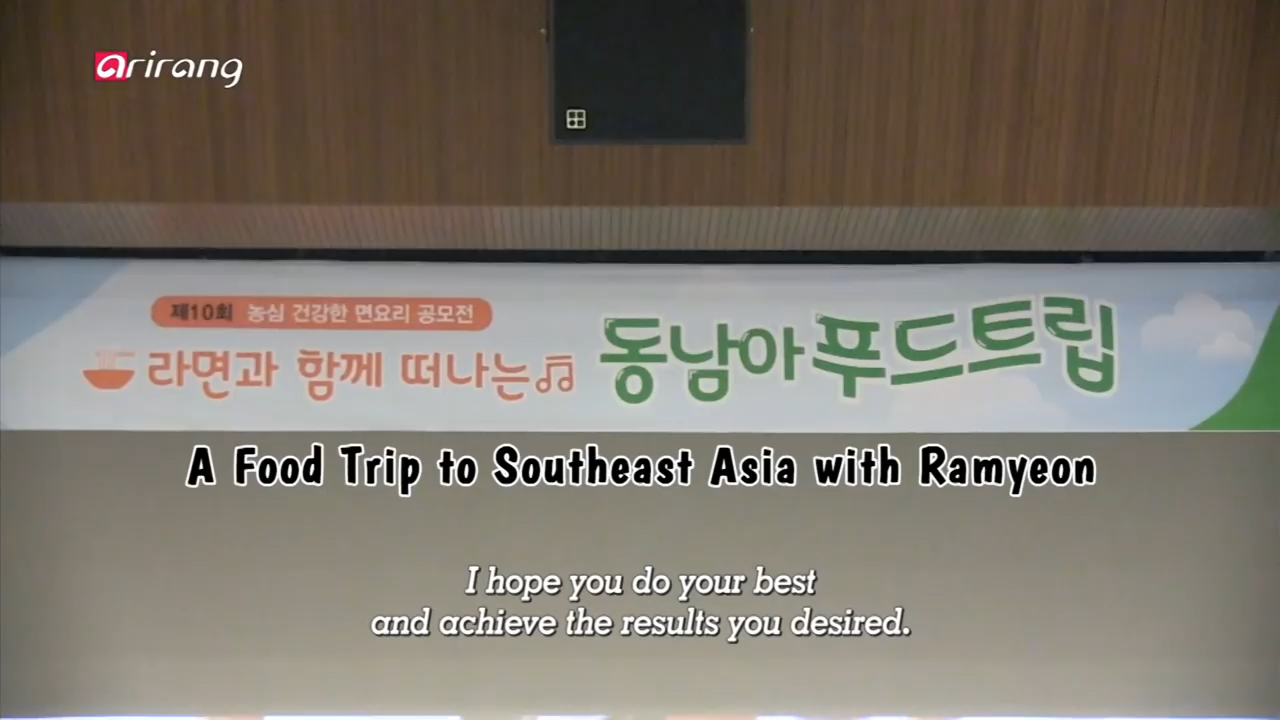 arirang
제10회 농심 건강한 면요리 공모전
라면과 함께 떠나는 동남아 푸드트립
A Food Trip to Southeast Asia with Ramyeon
I hope you do your best
and achieve the results you desired.